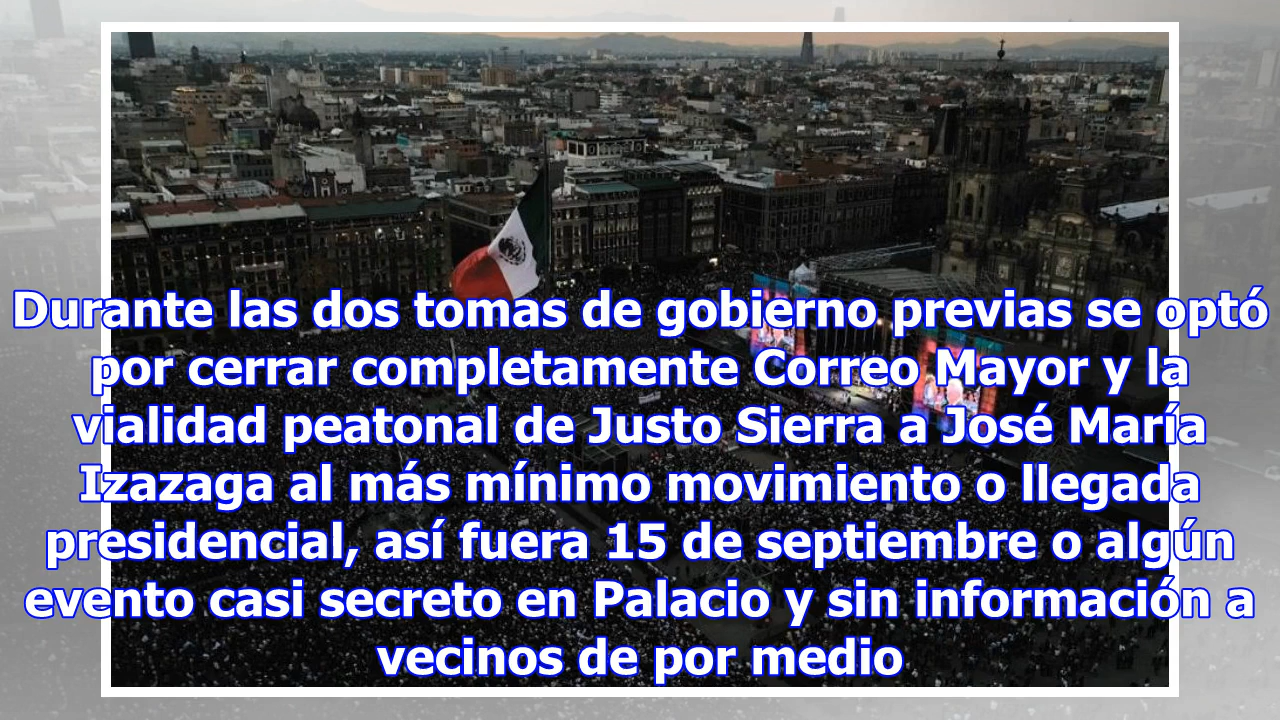 Durante las dos tomas de gobierno previas se optó
por cerrar completamente Correo Mayor y la
vialidad peatonal de Justo Sierra a José María
Izazaga al más mínimo movimiento o llegada
presidencial, así fuera 15 de septiembre o algún
evento casi secreto en Palacio y sin información a
vecinos de por medio